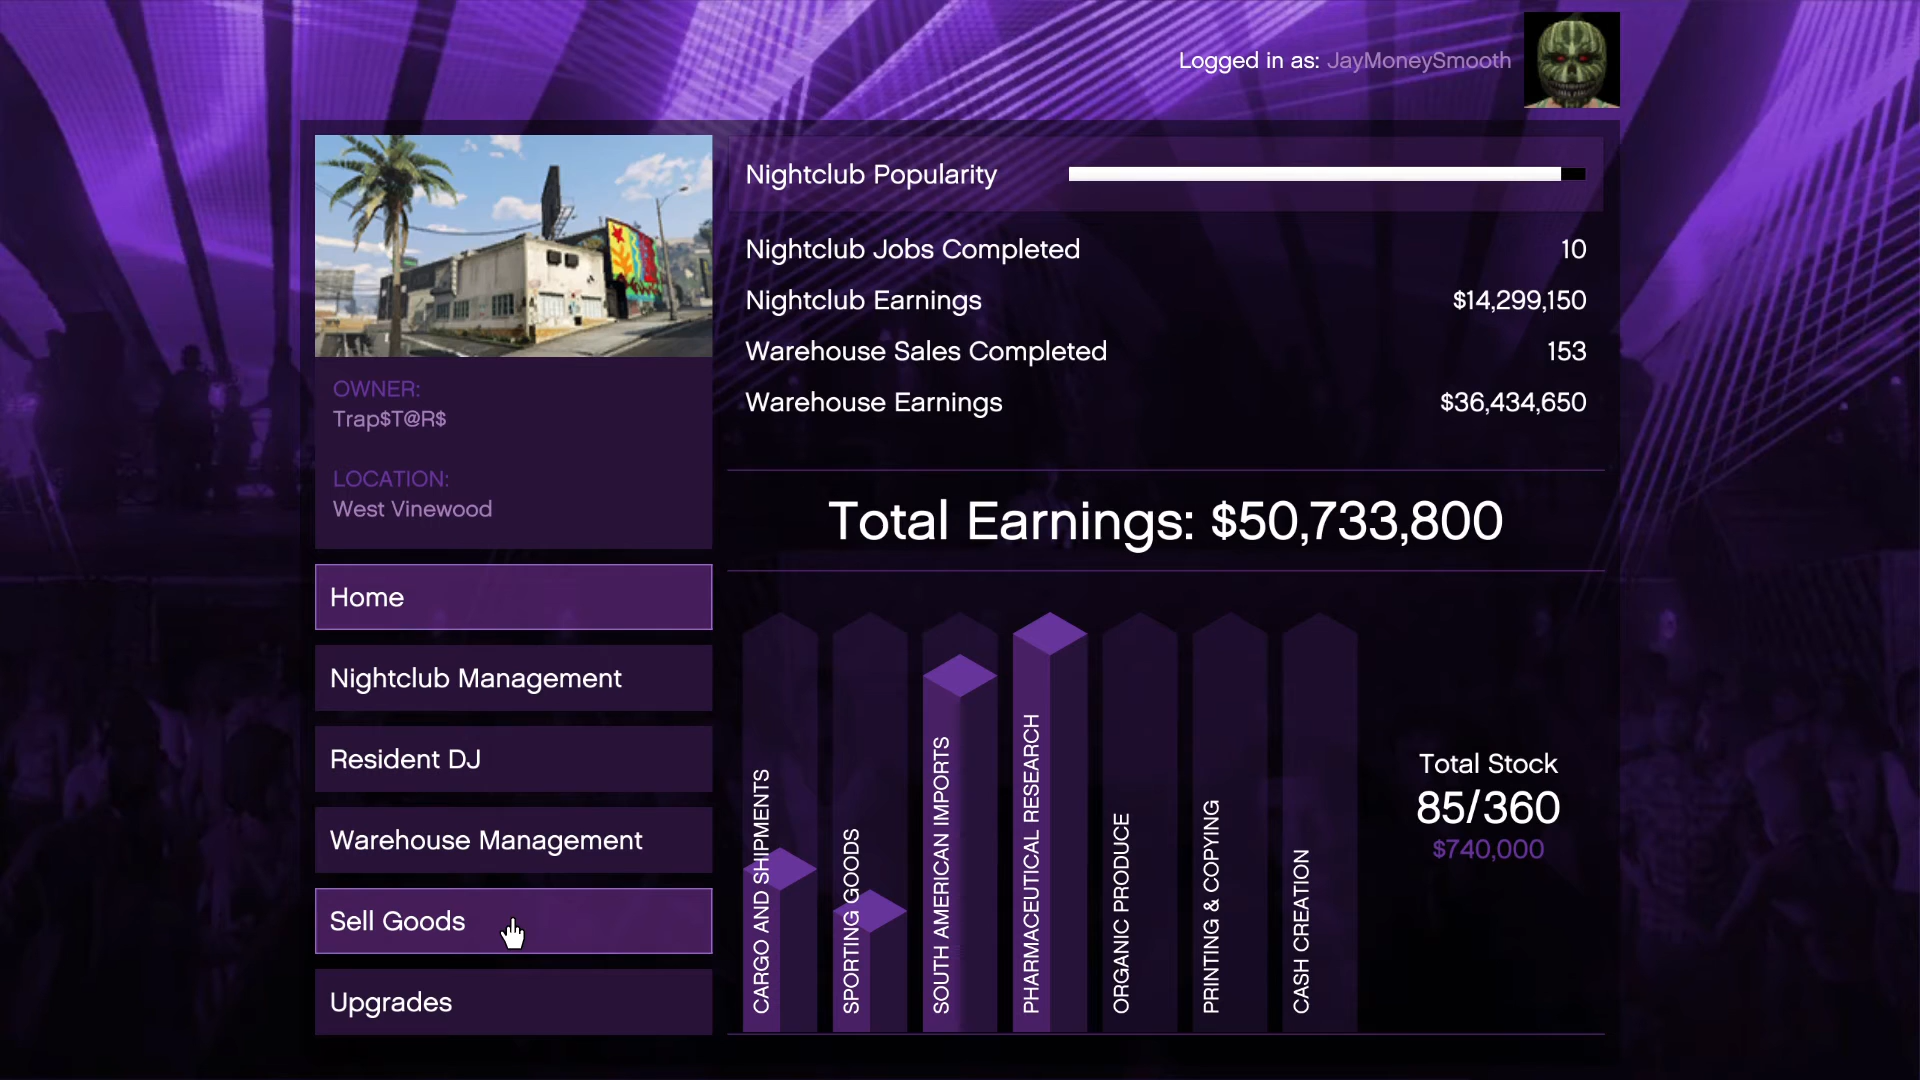 Logged in as: JayMoneySmooth
OWNER:
Trap$T@R$
LOCATION:
West Vinewood
Home
Nightclub Management
Resident DJ
Warehouse Management
Sell Goods
Upgrades
Nightclub Popularity
Nightclub Jobs Completed 10
Nightclub Earnings $14,299,150
Warehouse Sales Completed 153
Warehouse Earnings $36,434,650
Total Earnings: $50,733,800
CARGO AND SHIPMENTS
SPORTING GOODS
SOUTH AMERICAN IMPORTS
PHARMACEUTICAL RESEARCH
ORGANIC PRODUCE
PRINTING & COPYING
CASH CREATION
Total Stock
85/360
$740,000